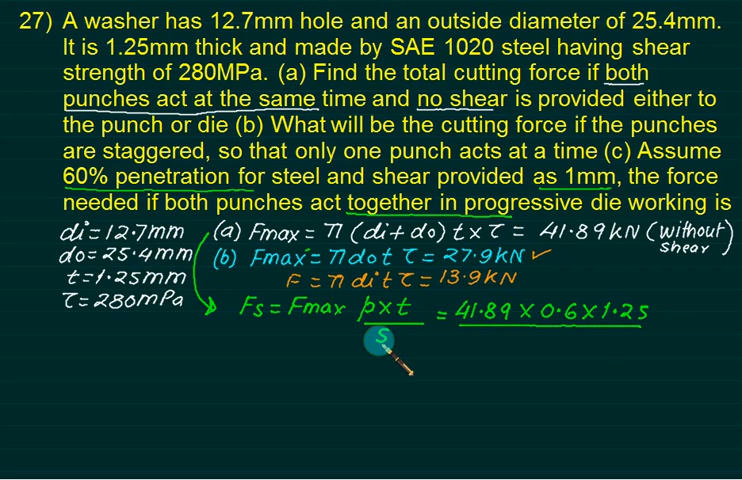 27) A washer has 12.7mm hole and an outside diameter of 25.4mm.
It is 1.25mm thick and made by SAE 1020 steel having shear
strength of 280MPa. (a) Find the total cutting force if both
punches act at the same time and no shear is provided either to
the punch or die (b) What will be the cutting force if the punches
are staggered, so that only one punch acts at a time (c) Assume
60% penetration for steel and shear provided as 1mm, the force
needed if both punches act together in progressive die working is
di = 12.7mm (a) Fmax = π (di + do) t x τ = 41.89 kN (without shear)
do = 25.4mm (b) Fmax = π do t τ = 27.9 kN ✓
t = 1.25mm F = π di t τ = 13.9 kN
τ = 280mPa Fs = Fmax p x t = 41.89 x 0.6 x 1.25
s